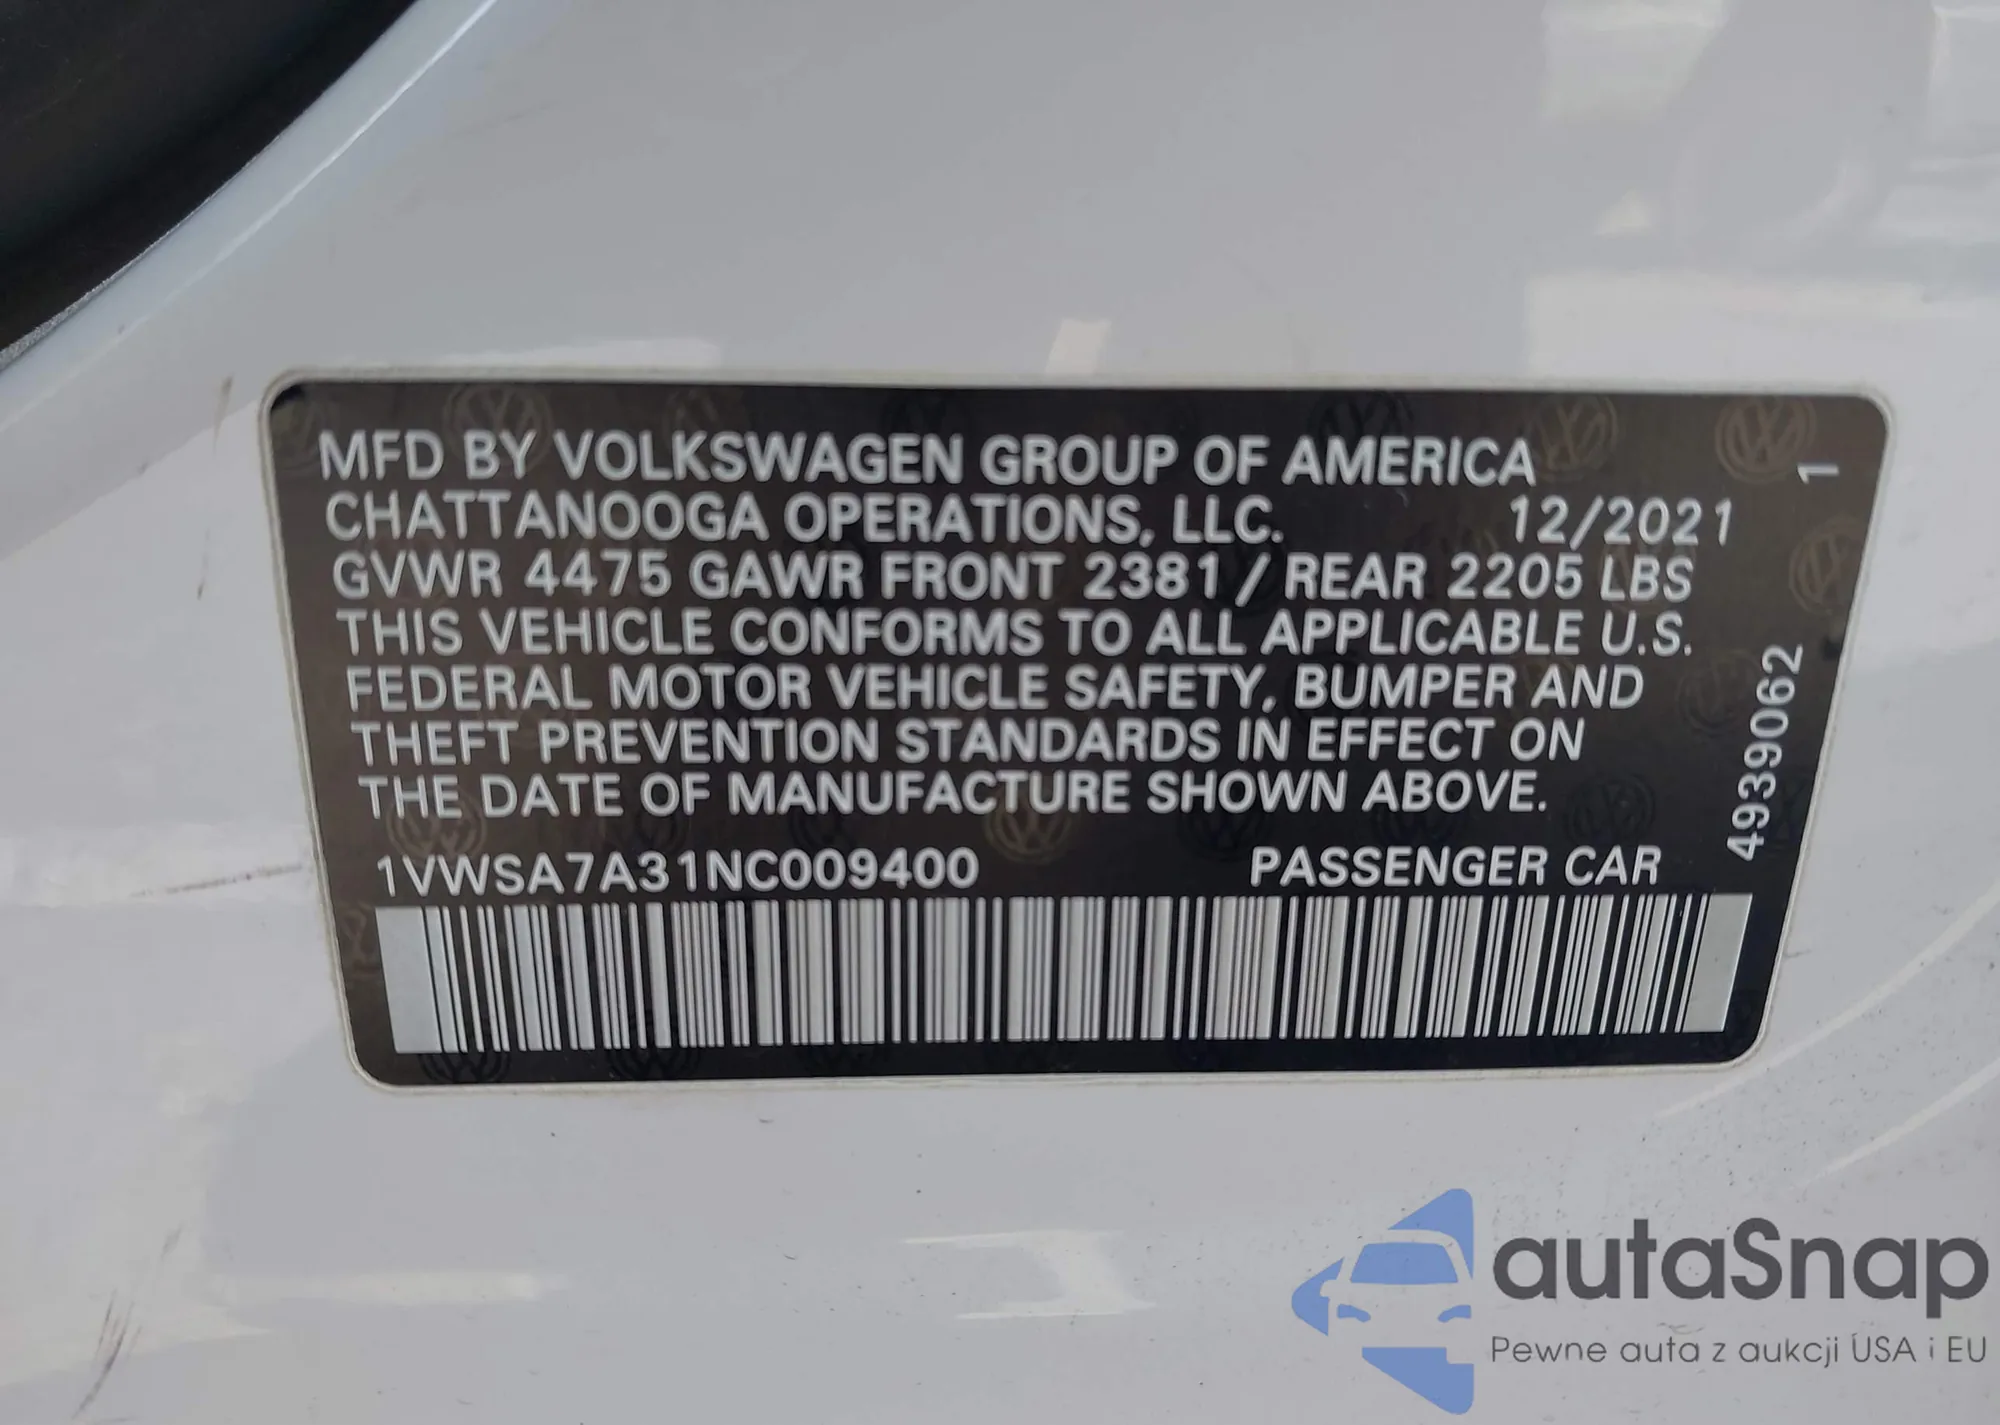 MFD BY VOLKSWAGEN GROUP OF AMERICA
CHATTANOOGA OPERATIONS, LLC. 12/2021
GVWR 4475 GAWR FRONT 2381 / REAR 2205 LBS
THIS VEHICLE CONFORMS TO ALL APPLICABLE U.S.
FEDERAL MOTOR VEHICLE SAFETY, BUMPER AND
THEFT PREVENTION STANDARDS IN EFFECT ON
THE DATE OF MANUFACTURE SHOWN ABOVE.
1VWSA7A31NC009400 PASSENGER CAR
4939062 1
autaSnap
Pewne auta z aukcji USA i EU